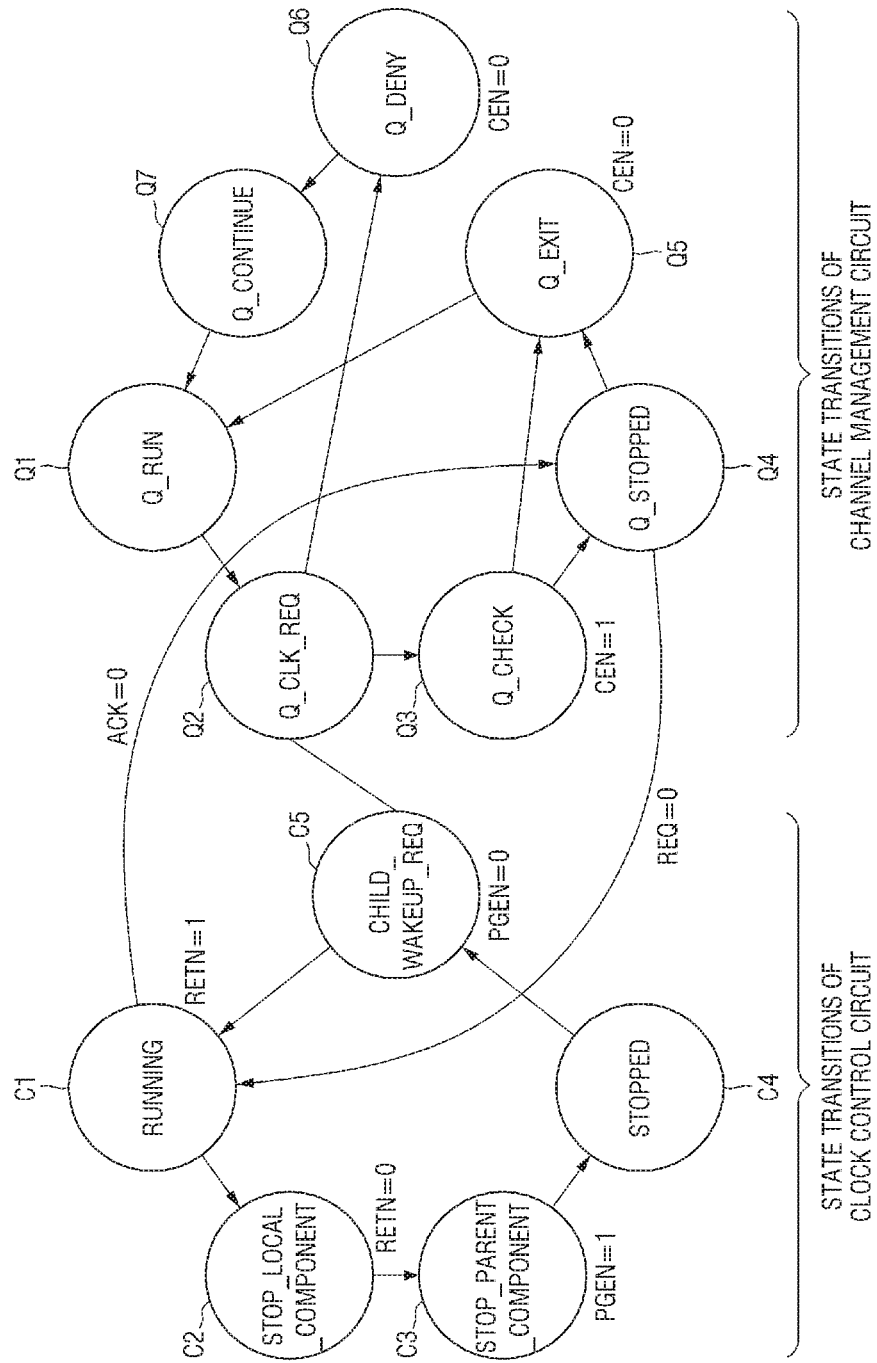 C1
RUNNING
RETN=1
C2
STOP_LOCAL
_COMPONENT
RETN=0
C3
STOP_PARENT
_COMPONENT
PGEN=1
C4
STOPPED
C5
CHILD_
WAKEUP_REQ
PGEN=0
ACK=0
REQ=0
Q1
Q_RUN
Q2
Q_CLK_REQ
Q3
Q_CHECK
CEN=1
Q4
Q_STOPPED
Q5
Q_EXIT
CEN=0
Q6
Q_DENY
CEN=0
Q7
Q_CONTINUE
STATE TRANSITIONS OF
CLOCK CONTROL CIRCUIT
STATE TRANSITIONS OF
CHANNEL MANAGEMENT CIRCUIT